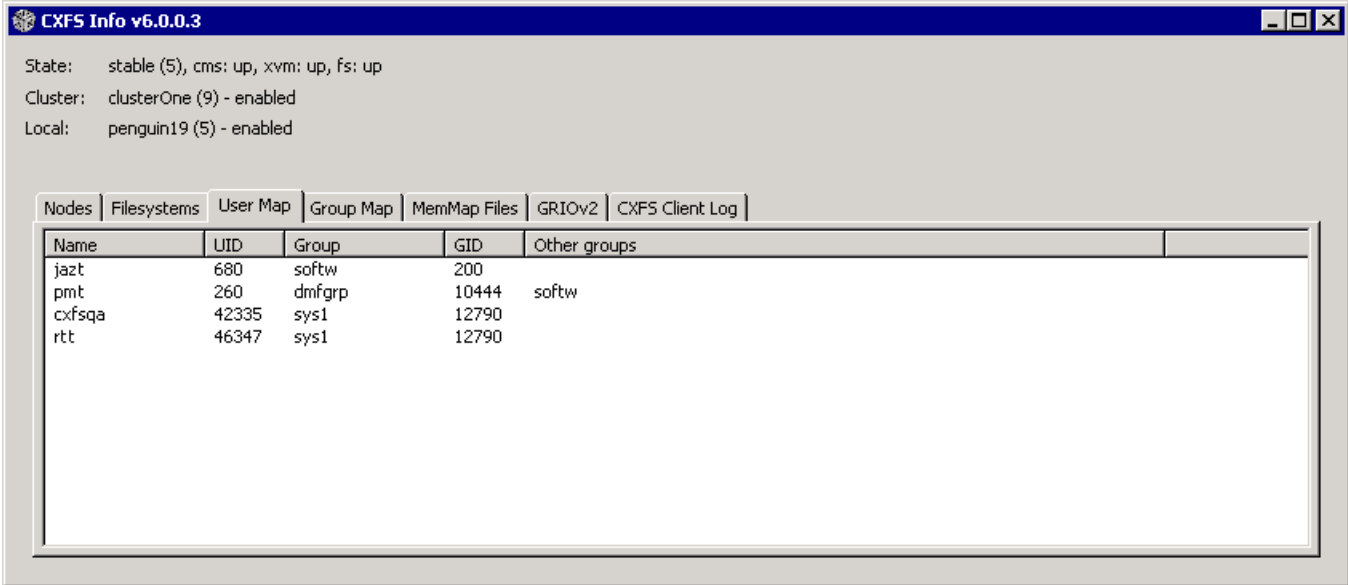 CXFS Info v6.0.0.3
State: stable (5), cms: up, xvm: up, fs: up
Cluster: clusterOne (9) - enabled
Local: penguin19 (5) - enabled
Nodes Filesystems User Map Group Map MemMap Files GRIOv2 CXFS Client Log
Name UID Group GID Other groups
jazt 680 softw 200
pmt 260 dmfgrp 10444 softw
cxfsqa 42335 sys1 12790
rtt 46347 sys1 12790